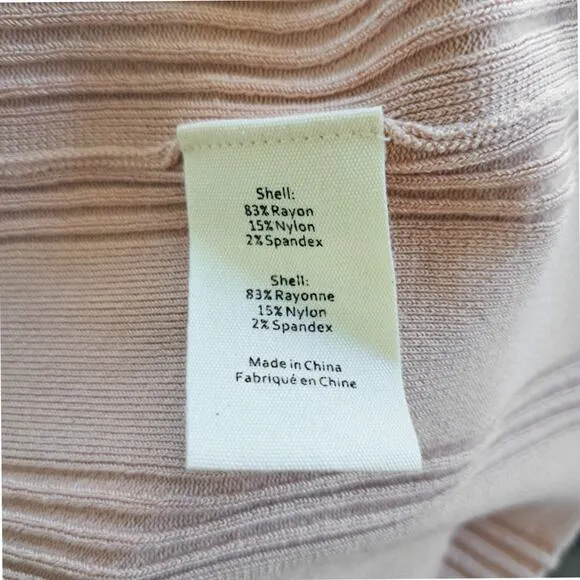 Shell:
83% Rayon
15% Nylon
2% Spandex
Shell:
83% Rayonne
15% Nylon
2% Spandex
Made in China
Fabriqué en Chine